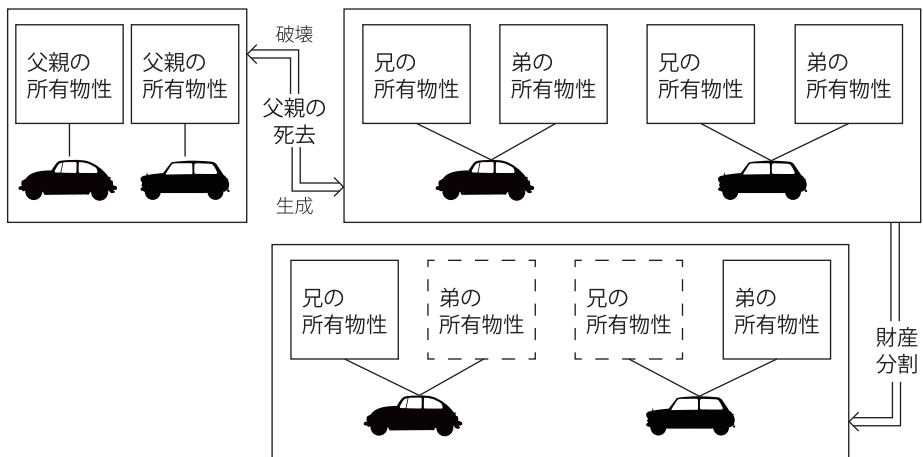 父親の
所有物性
父親の
所有物性
破壊
父親の
死去
生成
兄の
所有物性
弟の
所有物性
兄の
所有物性
弟の
所有物性
兄の
所有物性
弟の
所有物性
兄の
所有物性
弟の
所有物性
財産
分割